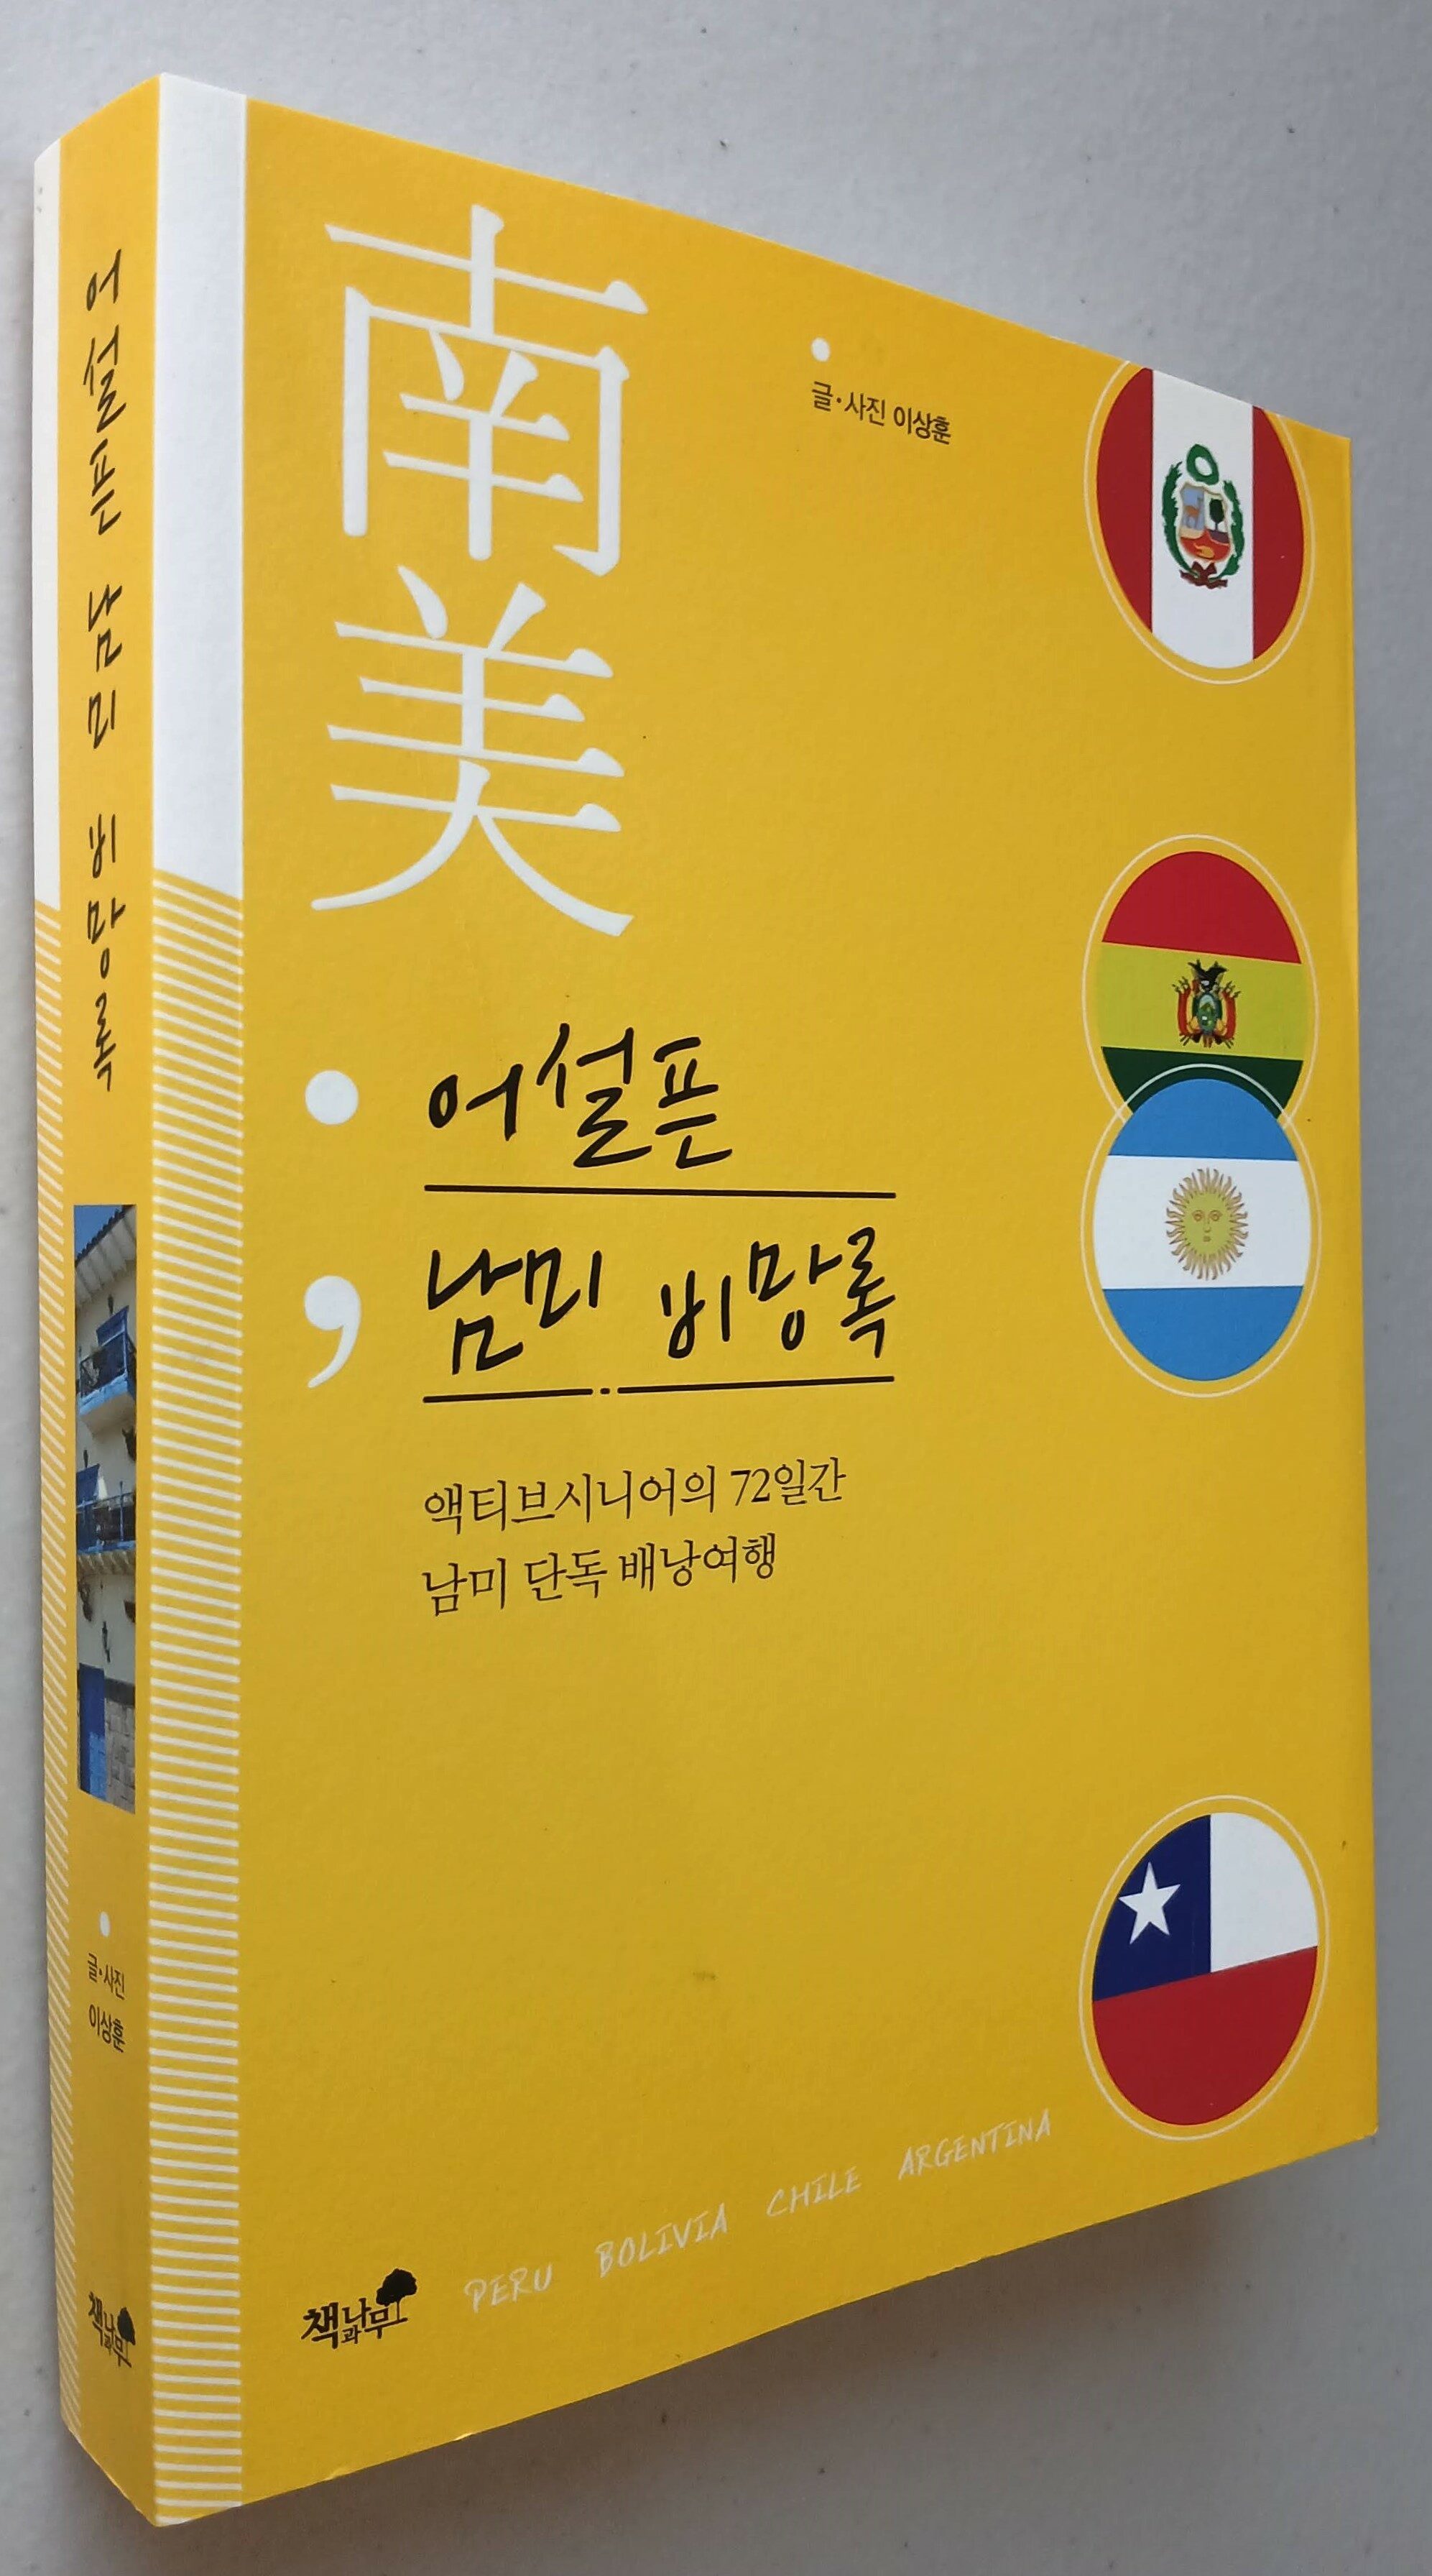 어설픈 남미 비망록
글·사진
이상훈
책과나무
南
美
글·사진 이상훈
어설픈
남미 비망록
액티브시니어의 72일간
남미 단독 배낭여행
PERU BOLIVIA CHILE ARGENTINA
책과나무